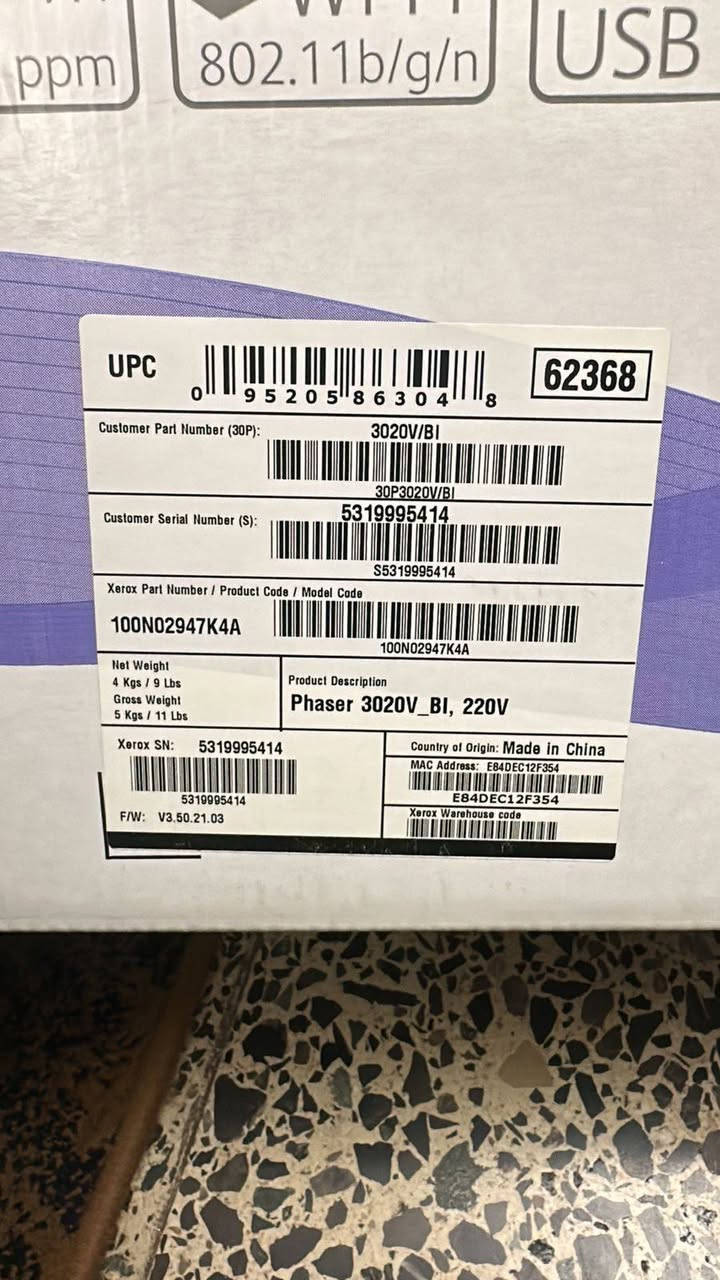 ppm
802.11b/g/n
USB
UPC
0 95205 86304 8
62368
Customer Part Number (30P):
3020V/BI
30P3020V/BI
Customer Serial Number (S):
5319995414
S5319995414
Xerox Part Number / Product Code / Model Code
100N02947K4A
100N02947K4A
Net Weight
4 Kgs / 9 Lbs
Gross Weight
5 Kgs / 11 Lbs
Product Description
Phaser 3020V_BI, 220V
Xerox SN: 5319995414
5319995414
F/W: V3.50.21.03
Country of Origin: Made in China
MAC Address: E84DEC12F354
E84DEC12F354
Xerox Warehouse code